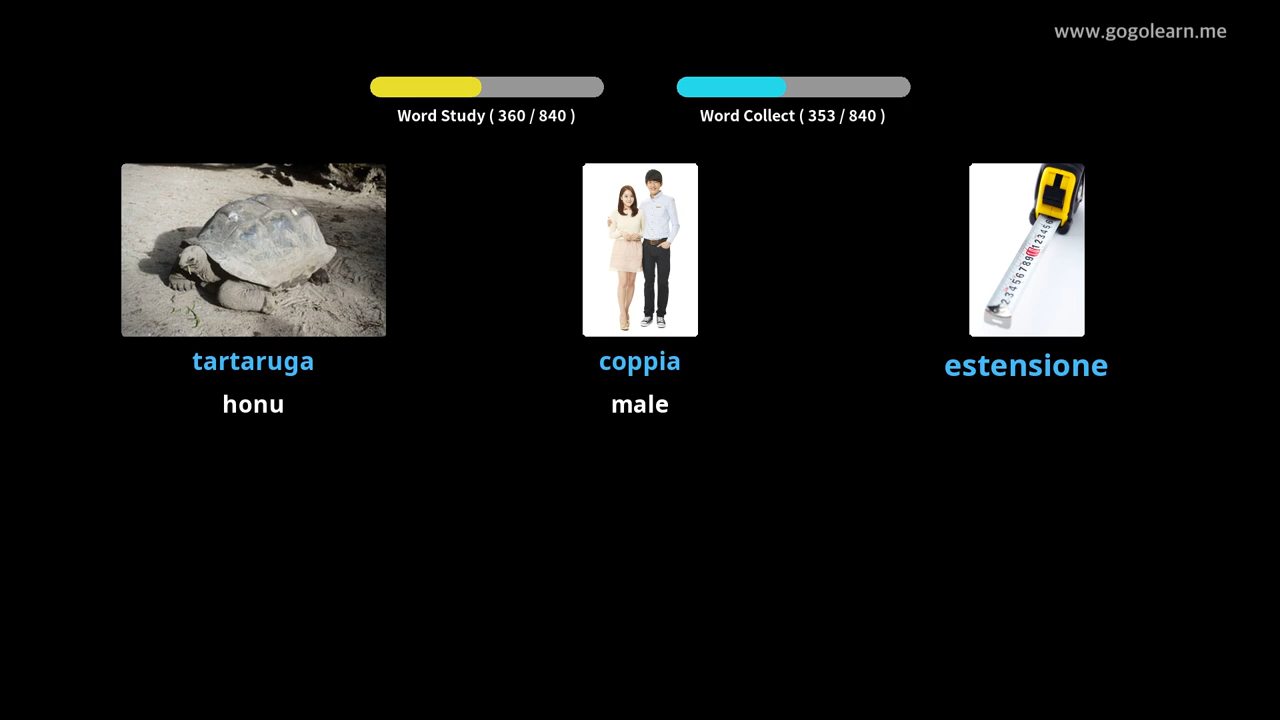 www.gogolearn.me
Word Study ( 360 / 840 )
Word Collect ( 353 / 840 )
tartaruga
coppia
estensione
honu
male